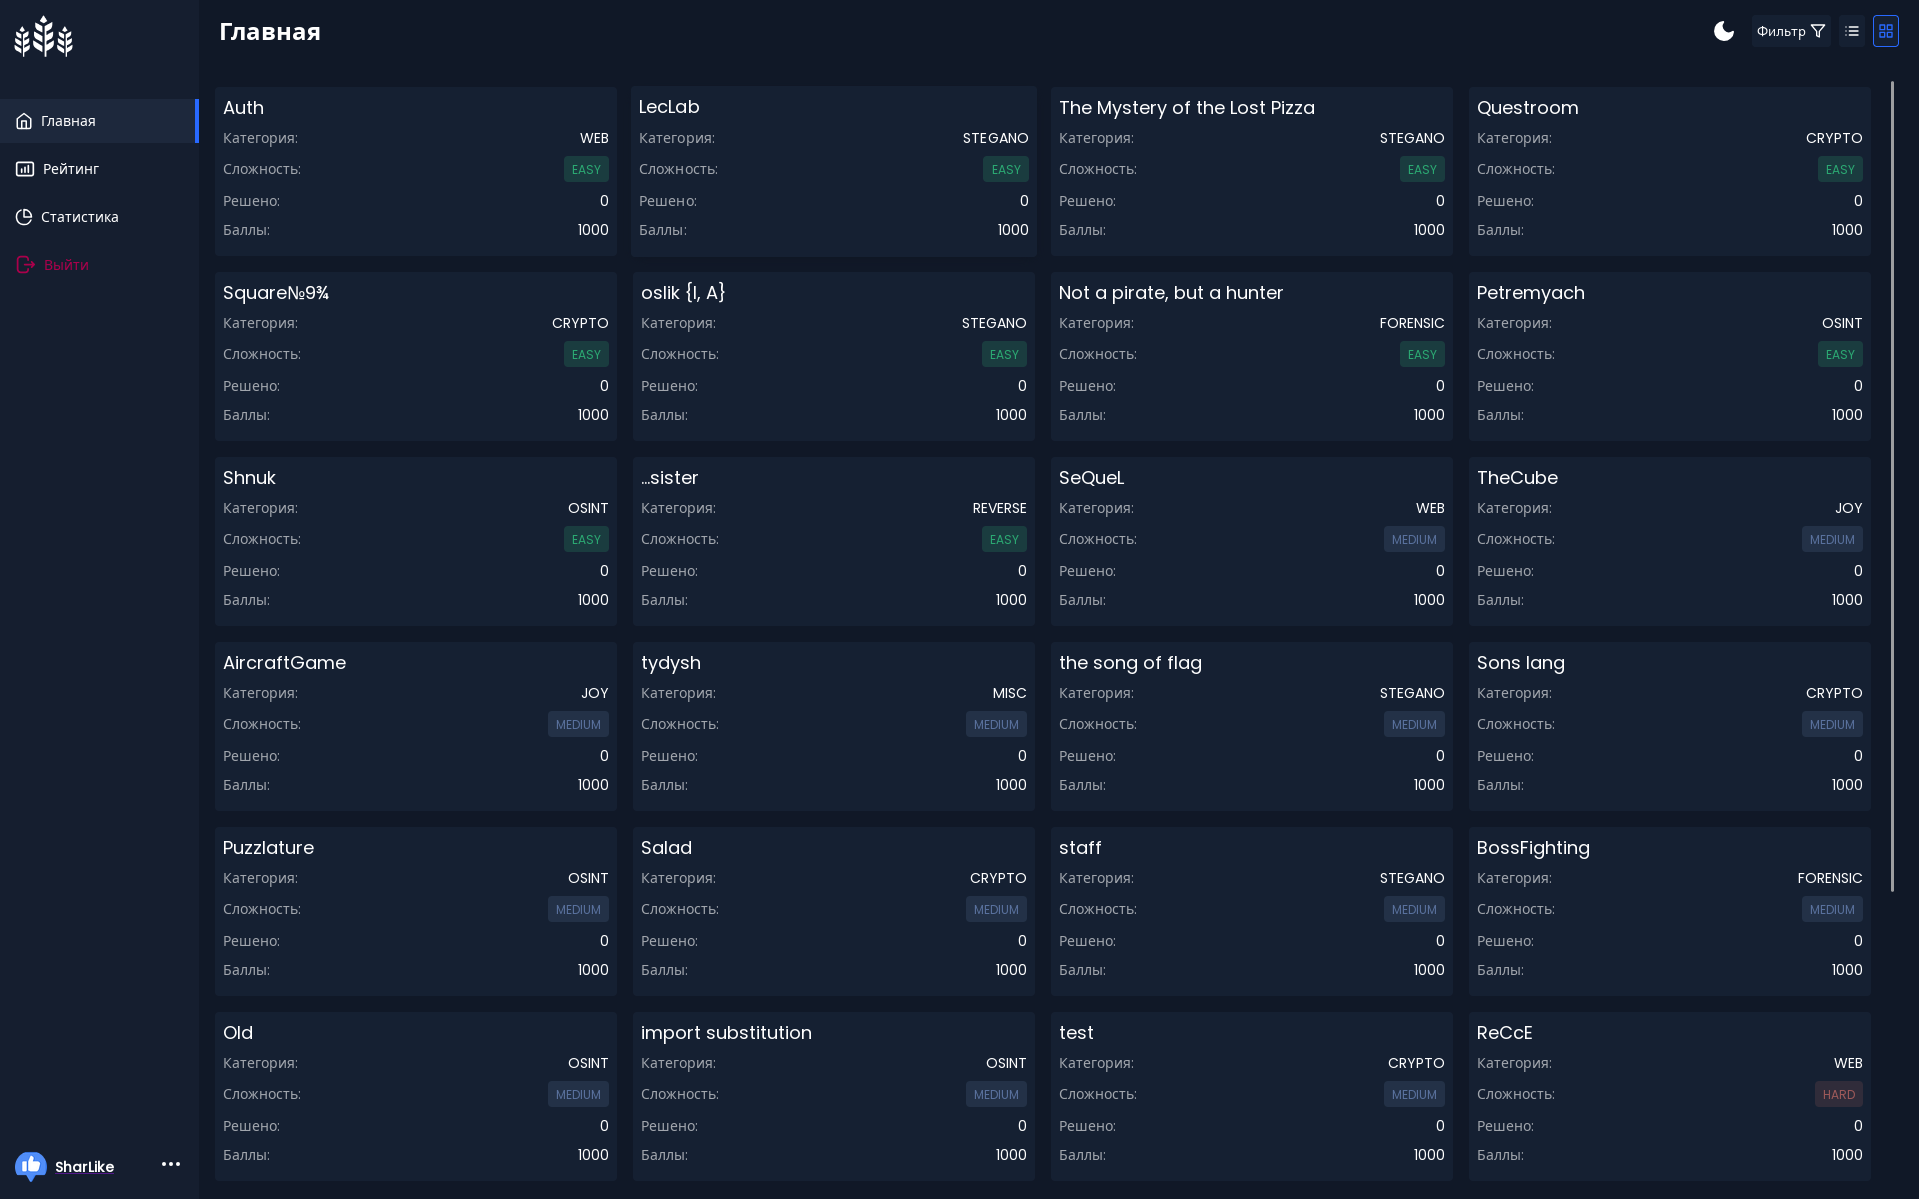 Главная
Фильтр
Главная
Рейтинг
Статистика
Выйти
Auth
Категория: WEB
Сложность: EASY
Решено: 0
Баллы: 1000
LecLab
Категория: STEGANO
Сложность: EASY
Решено: 0
Баллы: 1000
The Mystery of the Lost Pizza
Категория: STEGANO
Сложность: EASY
Решено: 0
Баллы: 1000
Questroom
Категория: CRYPTO
Сложность: EASY
Решено: 0
Баллы: 1000
Square№9¾
Категория: CRYPTO
Сложность: EASY
Решено: 0
Баллы: 1000
oslik {I, A}
Категория: STEGANO
Сложность: EASY
Решено: 0
Баллы: 1000
Not a pirate, but a hunter
Категория: FORENSIC
Сложность: EASY
Решено: 0
Баллы: 1000
Petremyach
Категория: OSINT
Сложность: EASY
Решено: 0
Баллы: 1000
Shnuk
Категория: OSINT
Сложность: EASY
Решено: 0
Баллы: 1000
...sister
Категория: REVERSE
Сложность: EASY
Решено: 0
Баллы: 1000
SeQueL
Категория: WEB
Сложность: MEDIUM
Решено: 0
Баллы: 1000
TheCube
Категория: JOY
Сложность: MEDIUM
Решено: 0
Баллы: 1000
AircraftGame
Категория: JOY
Сложность: MEDIUM
Решено: 0
Баллы: 1000
tydysh
Категория: MISC
Сложность: MEDIUM
Решено: 0
Баллы: 1000
the song of flag
Категория: STEGANO
Сложность: MEDIUM
Решено: 0
Баллы: 1000
Sons lang
Категория: CRYPTO
Сложность: MEDIUM
Решено: 0
Баллы: 1000
Puzzlature
Категория: OSINT
Сложность: MEDIUM
Решено: 0
Баллы: 1000
Salad
Категория: CRYPTO
Сложность: MEDIUM
Решено: 0
Баллы: 1000
staff
Категория: STEGANO
Сложность: MEDIUM
Решено: 0
Баллы: 1000
BossFighting
Категория: FORENSIC
Сложность: MEDIUM
Решено: 0
Баллы: 1000
Old
Категория: OSINT
Сложность: MEDIUM
Решено: 0
Баллы: 1000
import substitution
Категория: OSINT
Сложность: MEDIUM
Решено: 0
Баллы: 1000
test
Категория: CRYPTO
Сложность: MEDIUM
Решено: 0
Баллы: 1000
ReCcE
Категория: WEB
Сложность: HARD
Решено: 0
Баллы: 1000
SharLike